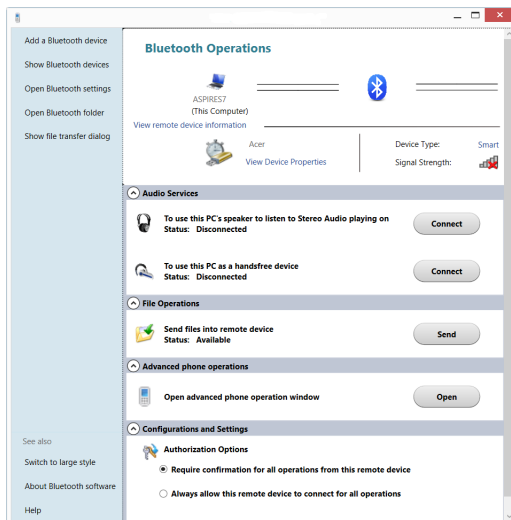 Add a Bluetooth device
Show Bluetooth devices
Open Bluetooth settings
Open Bluetooth folder
Show file transfer dialog
See also
Switch to large style
About Bluetooth software
Help
Bluetooth Operations
ASPIRES7
(This Computer)
View remote device information
Acer
View Device Properties
Device Type: Smart
Signal Strength:
Audio Services
To use this PC's speaker to listen to Stereo Audio playing on
Status: Disconnected
Connect
To use this PC as a handsfree device
Status: Disconnected
Connect
File Operations
Send files into remote device
Status: Available
Send
Advanced phone operations
Open advanced phone operation window
Open
Configurations and Settings
Authorization Options
Require confirmation for all operations from this remote device
Always allow this remote device to connect for all operations